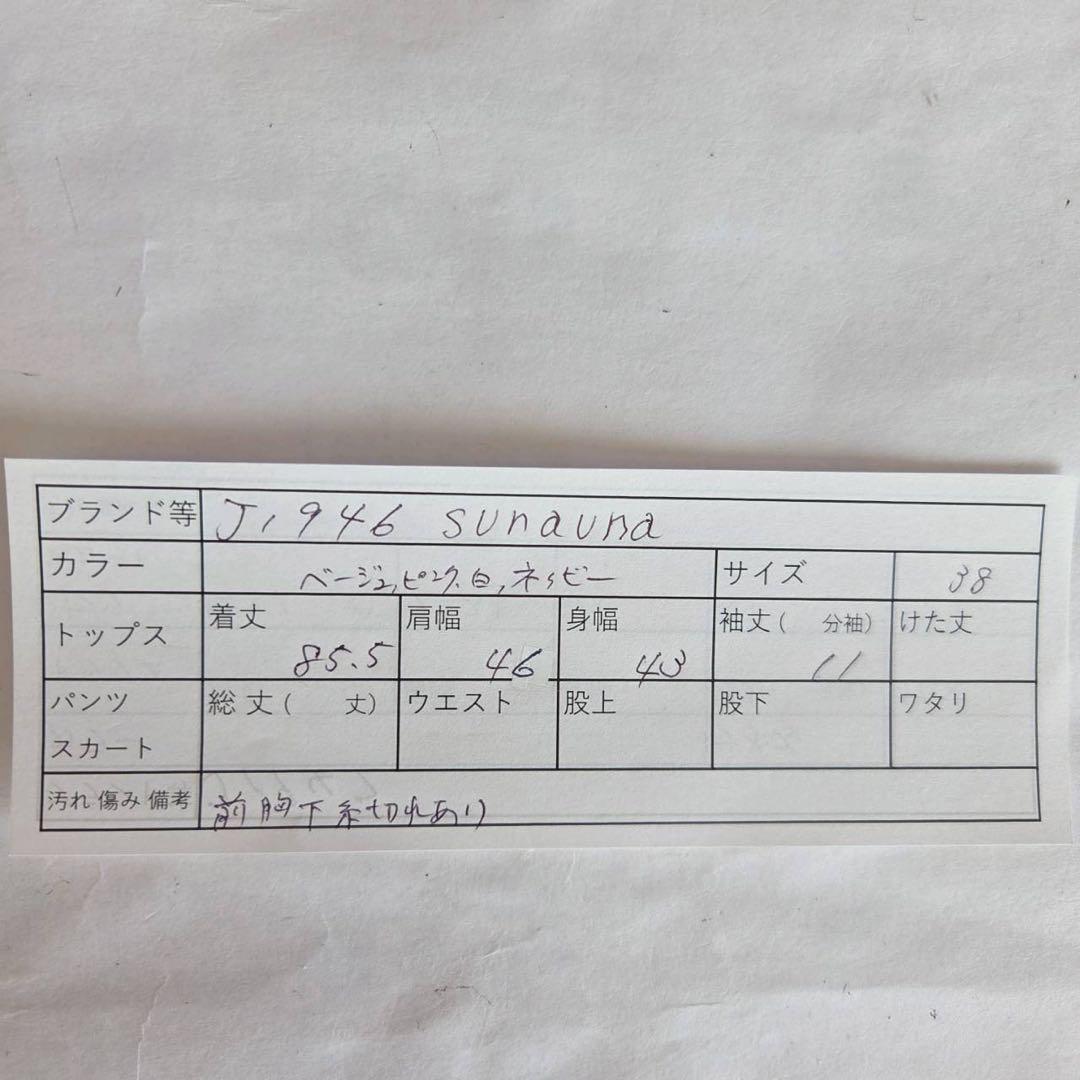 ブランド等 J1946 sunauna
カラー ベージュ,ピンク,白,ネィビー サイズ 38
トップス 着丈 85.5 肩幅 46 身幅 43 袖丈( 分袖) 11 けた丈
パンツ スカート 総丈( 丈) ウエスト 股上 股下 ワタリ
汚れ 傷み 備考 前胸下糸切れあり